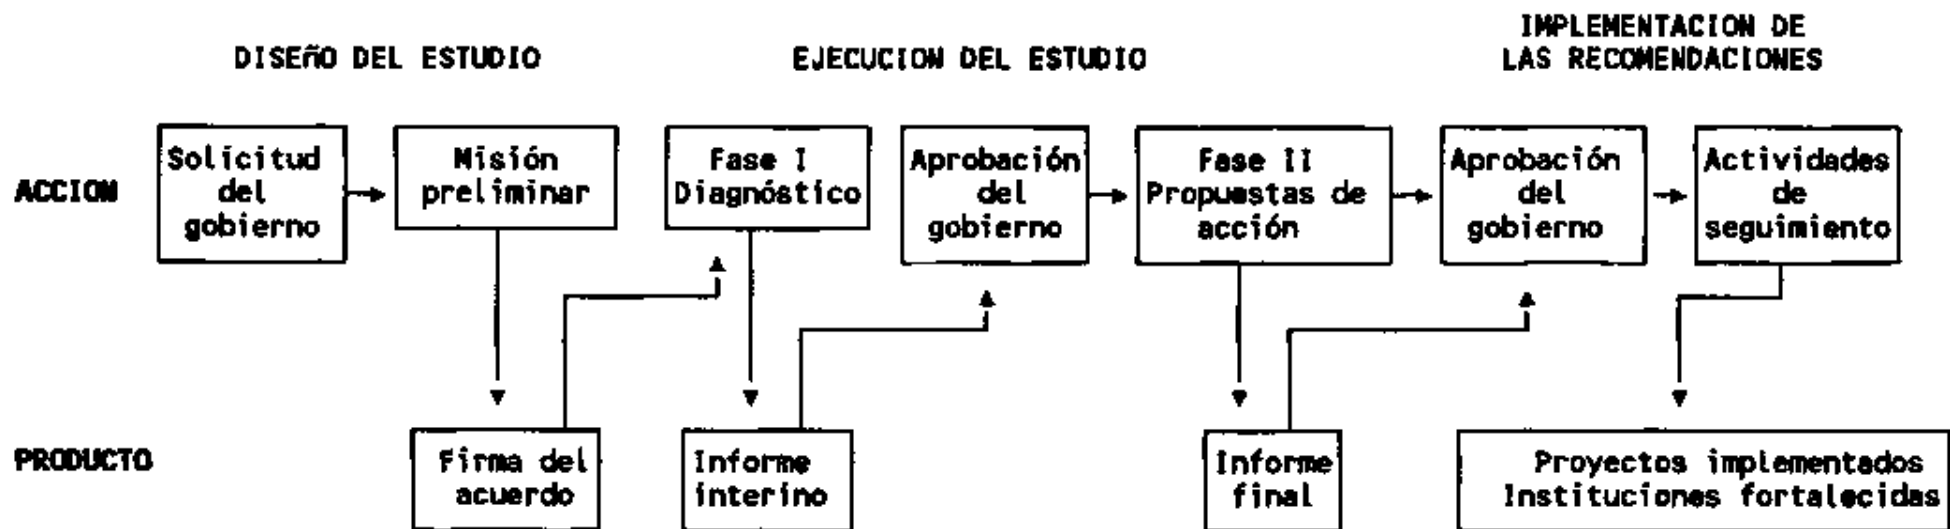 DISEÑO DEL ESTUDIO
EJECUCION DEL ESTUDIO
IMPLEMENTACION DE
LAS RECOMENDACIONES
ACCION
Solicitud
del
gobierno
Misión
preliminar
Fase I
Diagnóstico
Aprobación
del
gobierno
Fase II
Propuestas de
acción
Aprobación
del
gobierno
Actividades
de
seguimiento
PRODUCTO
Firma del
acuerdo
Informe
interino
Informe
final
Proyectos implementados
Instituciones fortalecidas